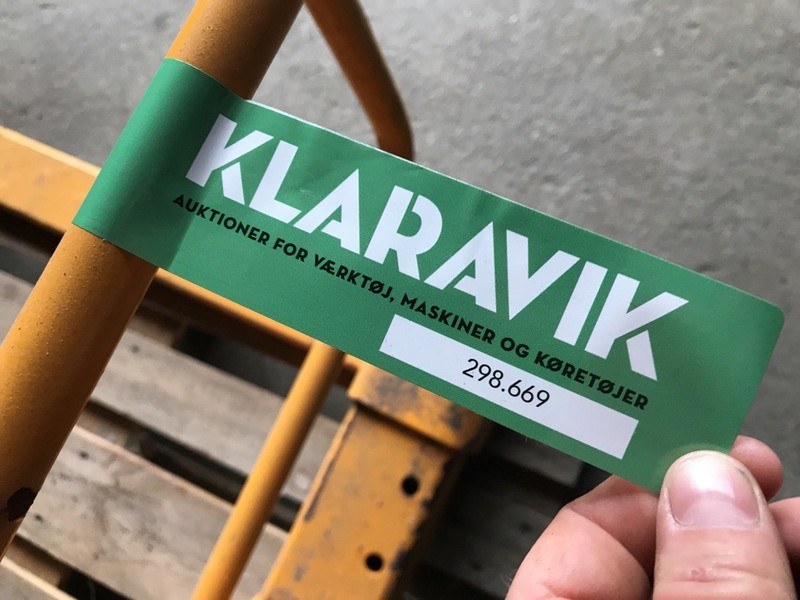 KLARAVIK
AUKTIONER FOR VÆRKTØJ, MASKINER OG KØRETØJER
298.669